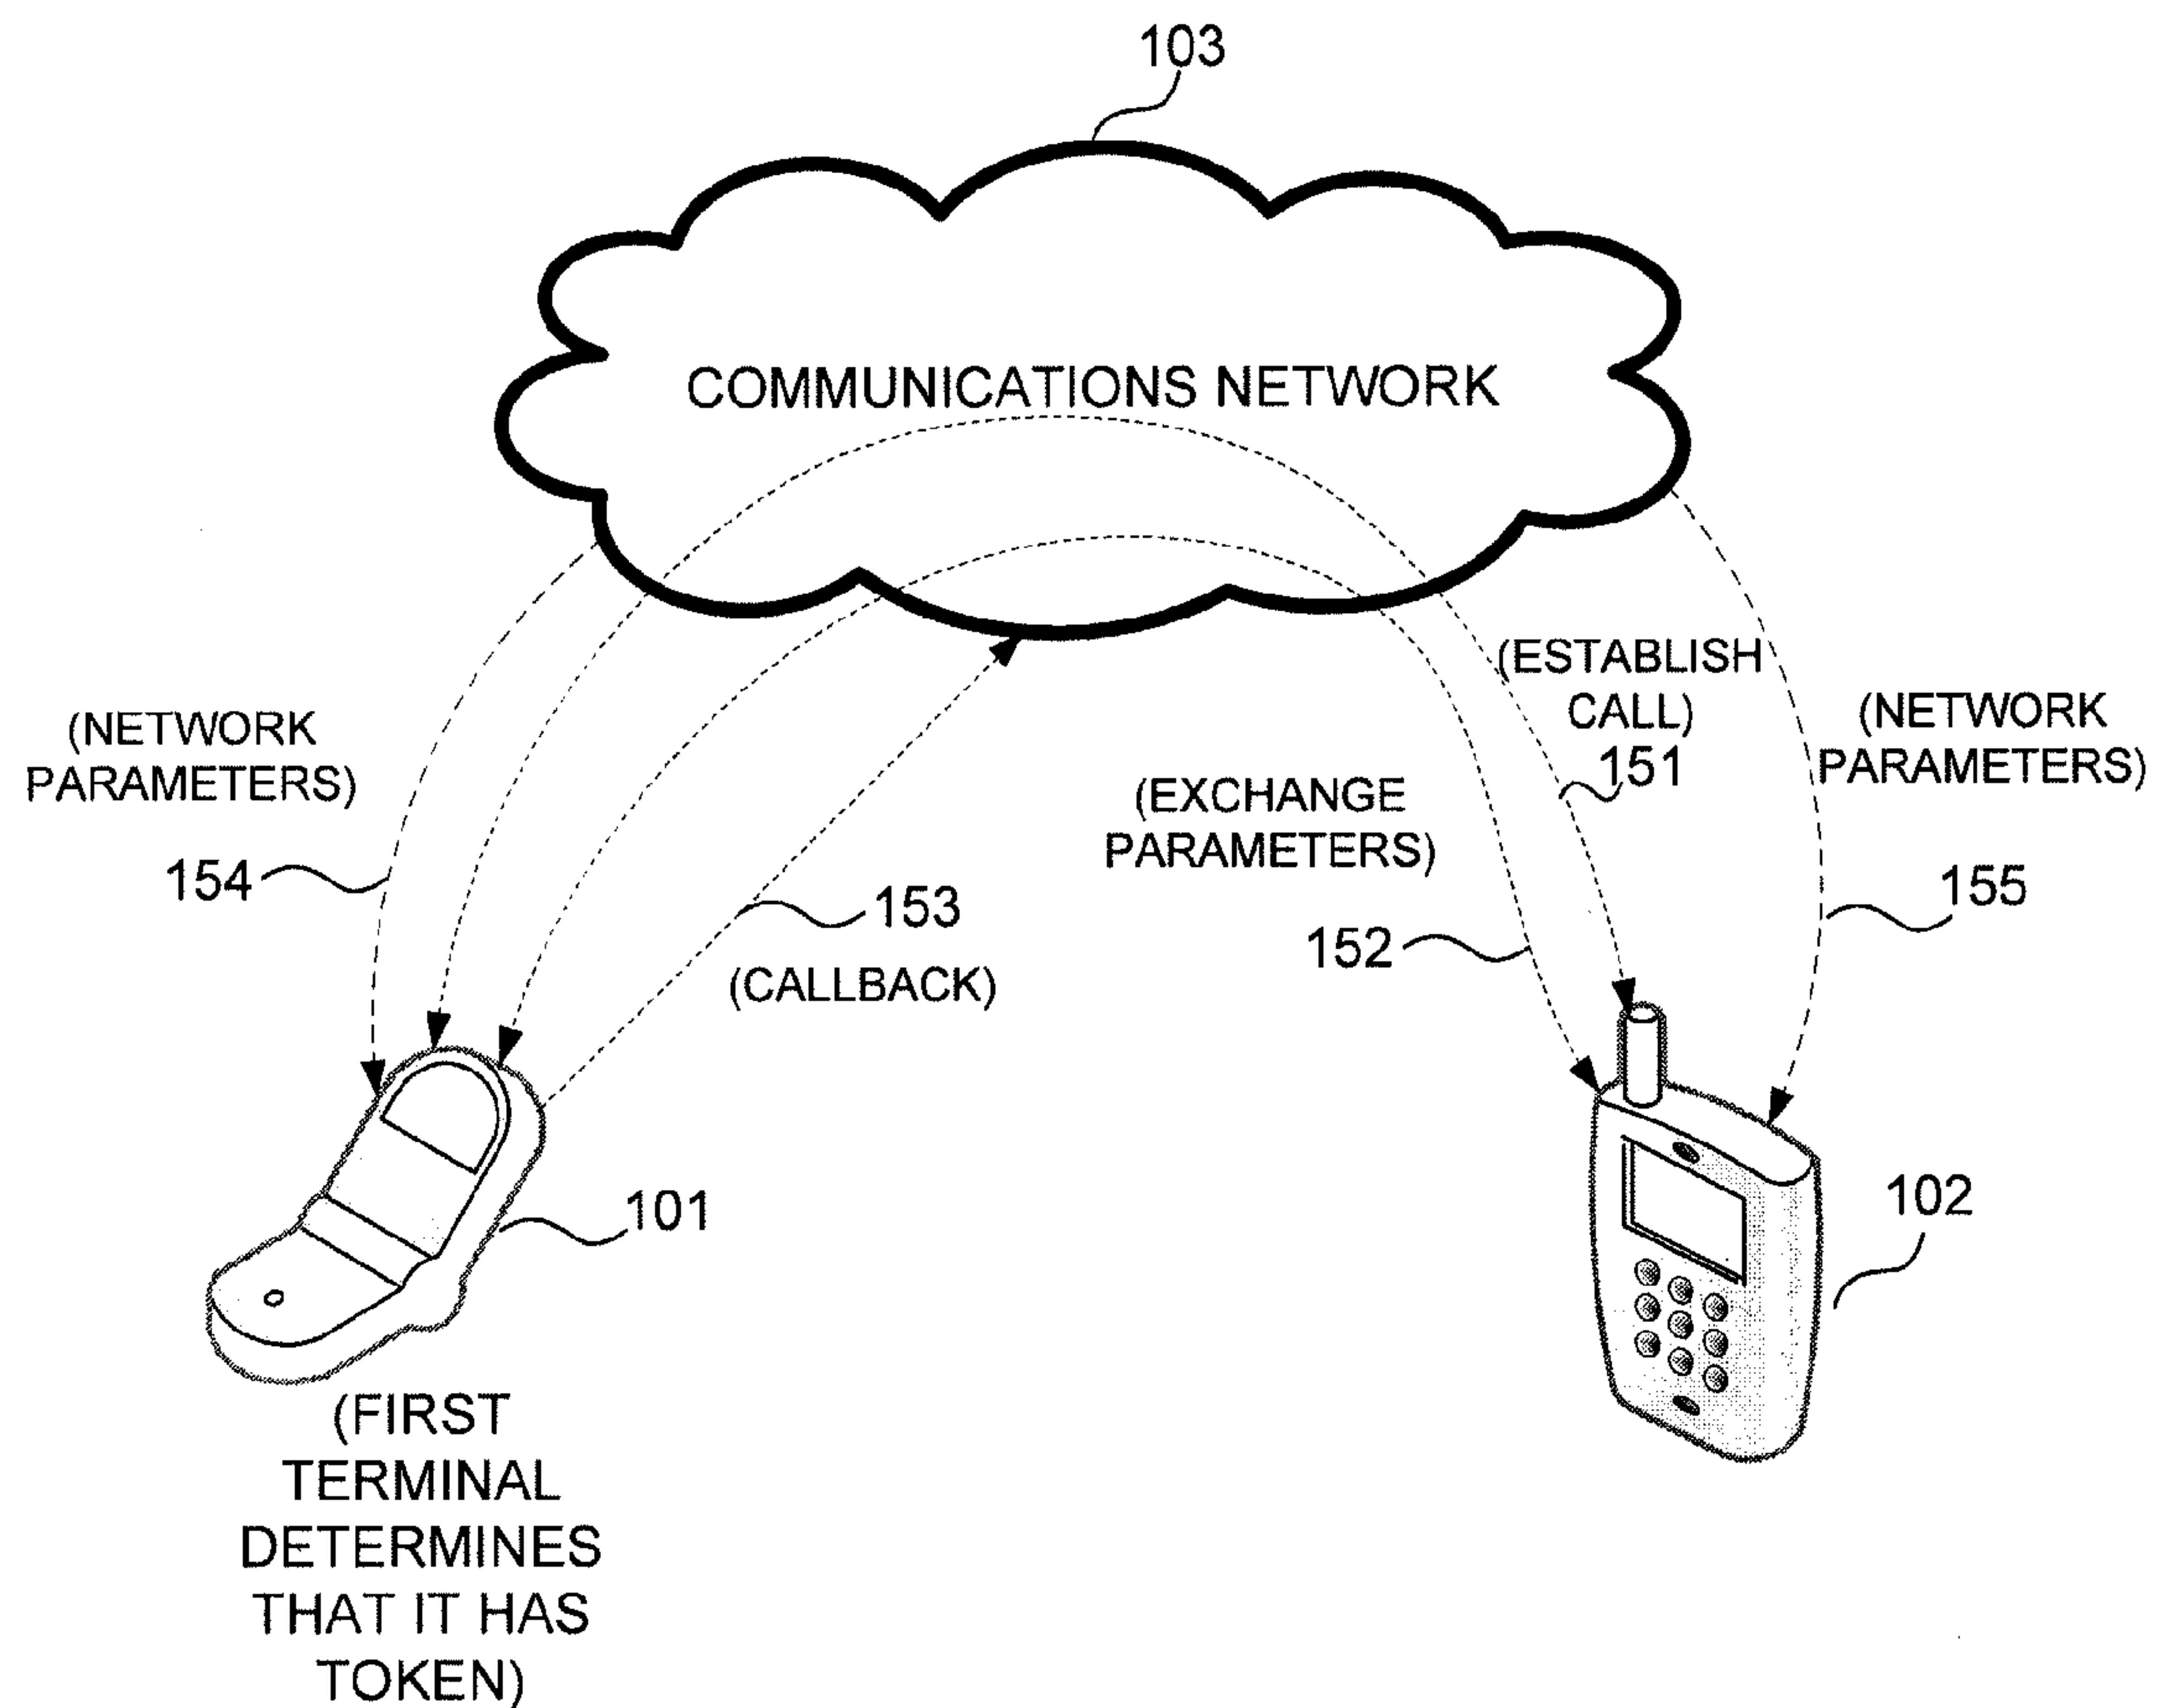 103
COMMUNICATIONS NETWORK
(ESTABLISH
CALL)
151
(NETWORK
PARAMETERS)
(NETWORK
PARAMETERS)
(EXCHANGE
PARAMETERS)
154
153
(CALLBACK)
152
155
101
102
(FIRST
TERMINAL
DETERMINES
THAT IT HAS
TOKEN)